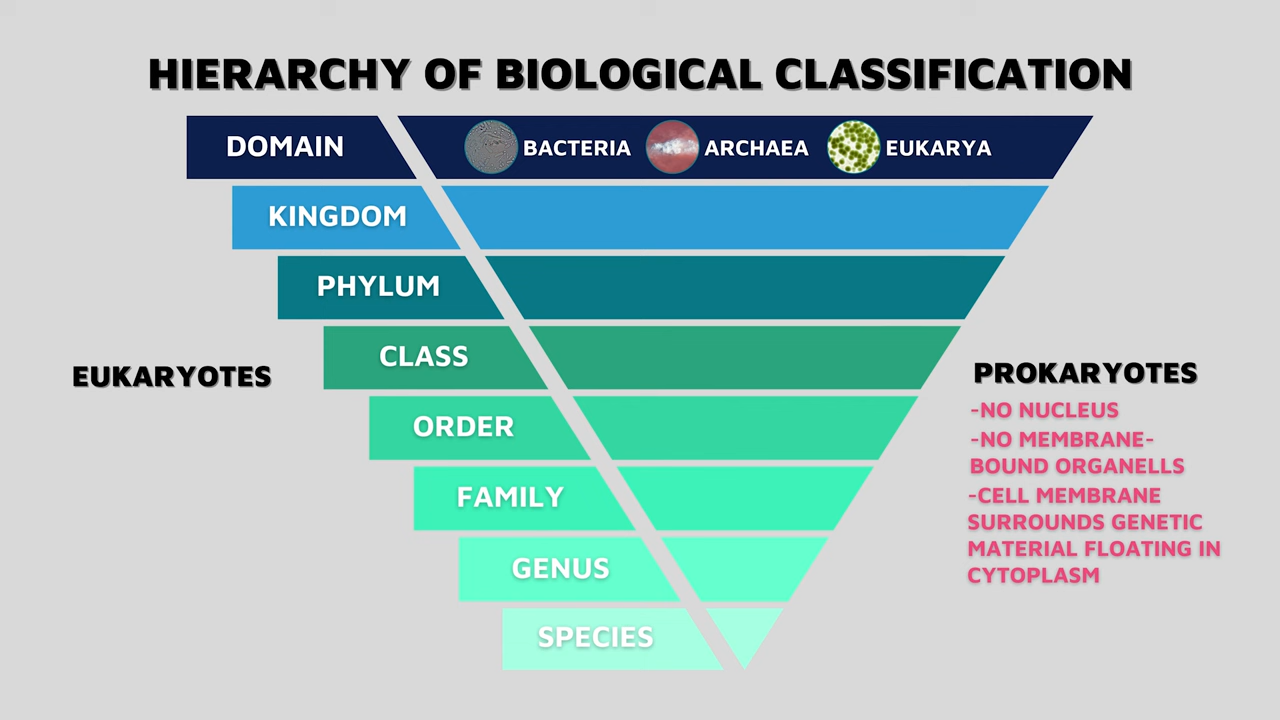 HIERARCHY OF BIOLOGICAL CLASSIFICATION
DOMAIN
BACTERIA
ARCHAEA
EUKARYA
KINGDOM
PHYLUM
CLASS
ORDER
FAMILY
GENUS
SPECIES
EUKARYOTES
PROKARYOTES
-NO NUCLEUS
-NO MEMBRANE-
BOUND ORGANELLS
-CELL MEMBRANE
SURROUNDS GENETIC
MATERIAL FLOATING IN
CYTOPLASM